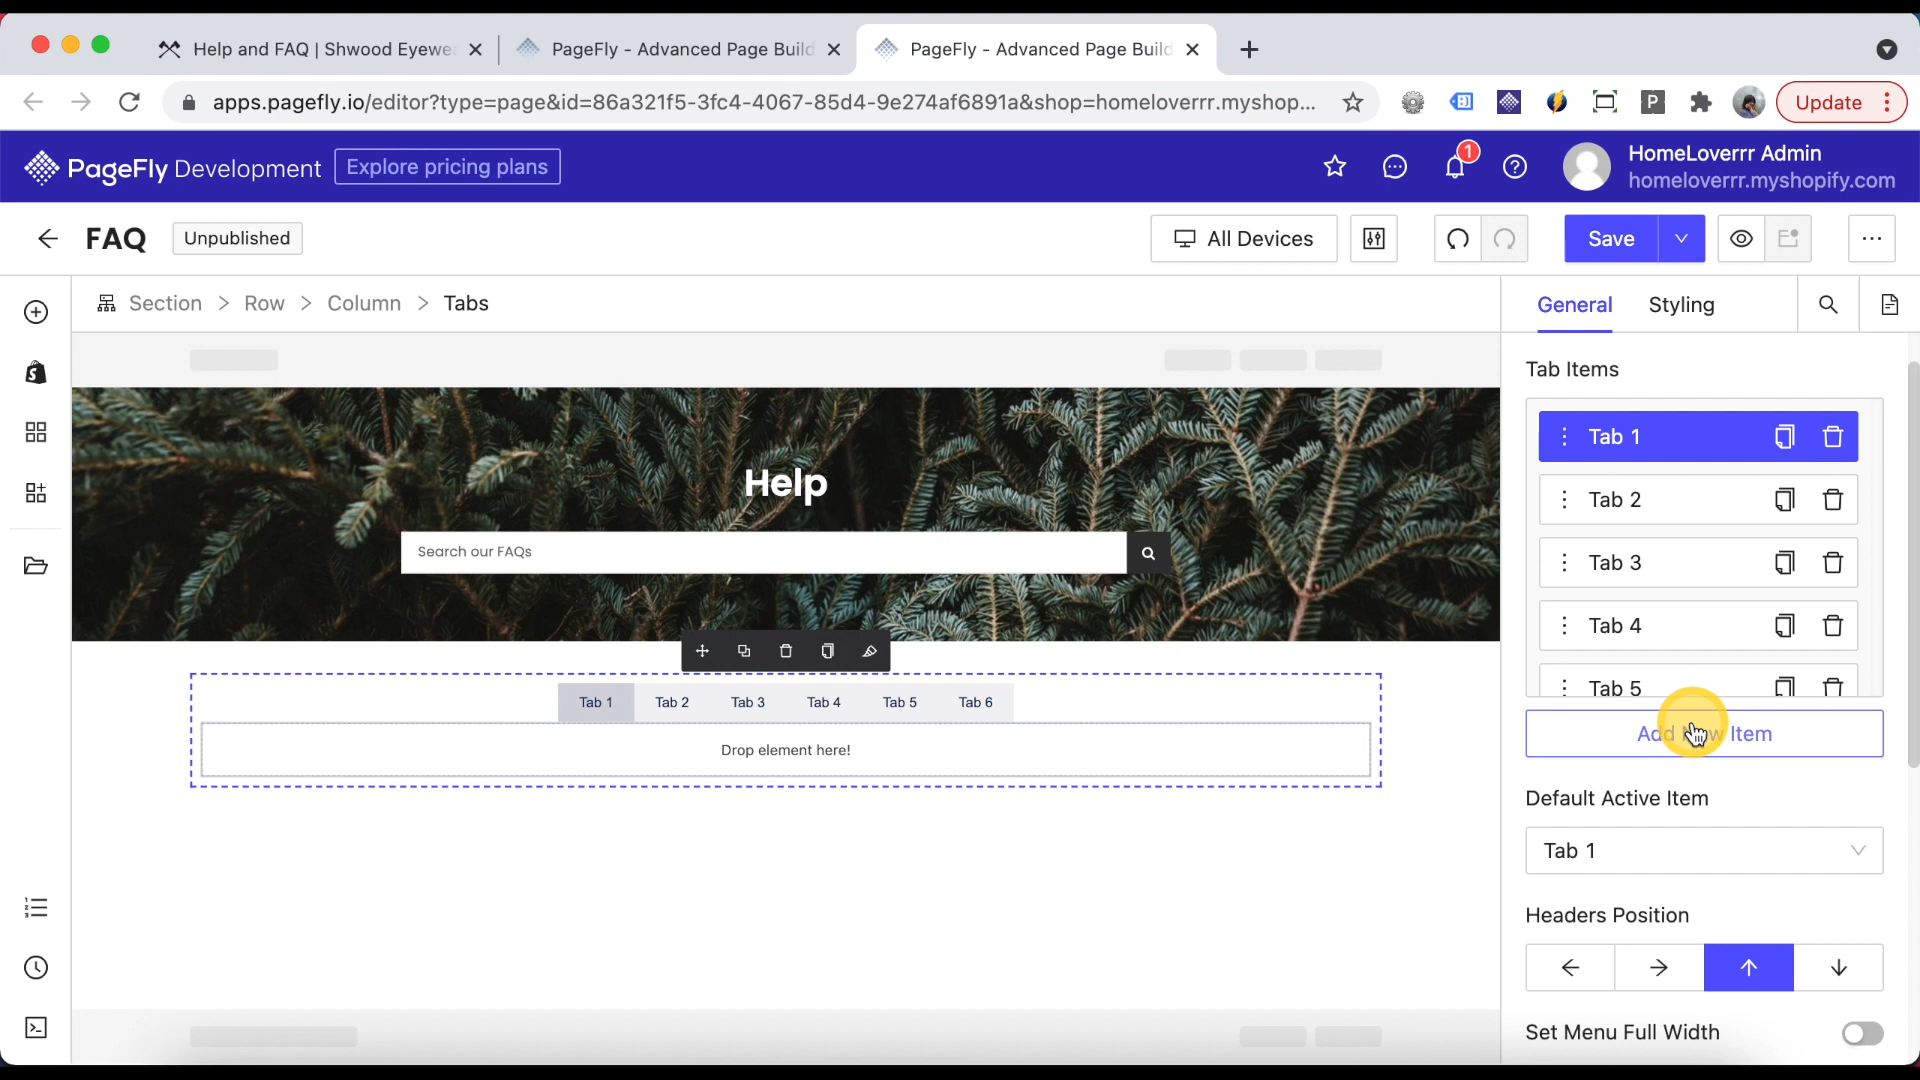 Help and FAQ | Shwood Eyewea
PageFly - Advanced Page Build
PageFly - Advanced Page Build
apps.pagefly.io/editor?type=page&id=86a321f5-3fc4-4067-85d4-9e274af6891a&shop=homeloverrr.myshop...
P
Update
PageFly Development
Explore pricing plans
1
HomeLoverrr Admin
homeloverrr.myshopify.com
FAQ
Unpublished
All Devices
Save
Section > Row > Column > Tabs
General
Styling
Help
Search our FAQs
Tab 1
Tab 2
Tab 3
Tab 4
Tab 5
Tab 6
Drop element here!
Tab Items
Tab 1
Tab 2
Tab 3
Tab 4
Tab 5
Add New Item
Default Active Item
Tab 1
Headers Position
Set Menu Full Width